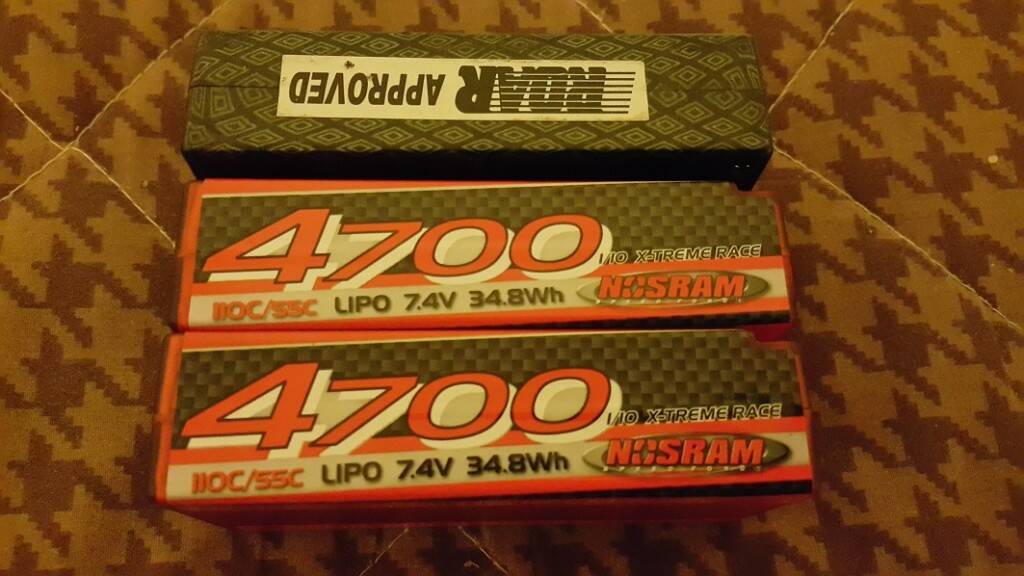 ROAR APPROVED
4700
1/10 X-TREME RACE
NOSRAM
110C/55C LIPO 7.4V 34.8Wh
4700
1/10 X-TREME RACE
NOSRAM
110C/55C LIPO 7.4V 34.8Wh